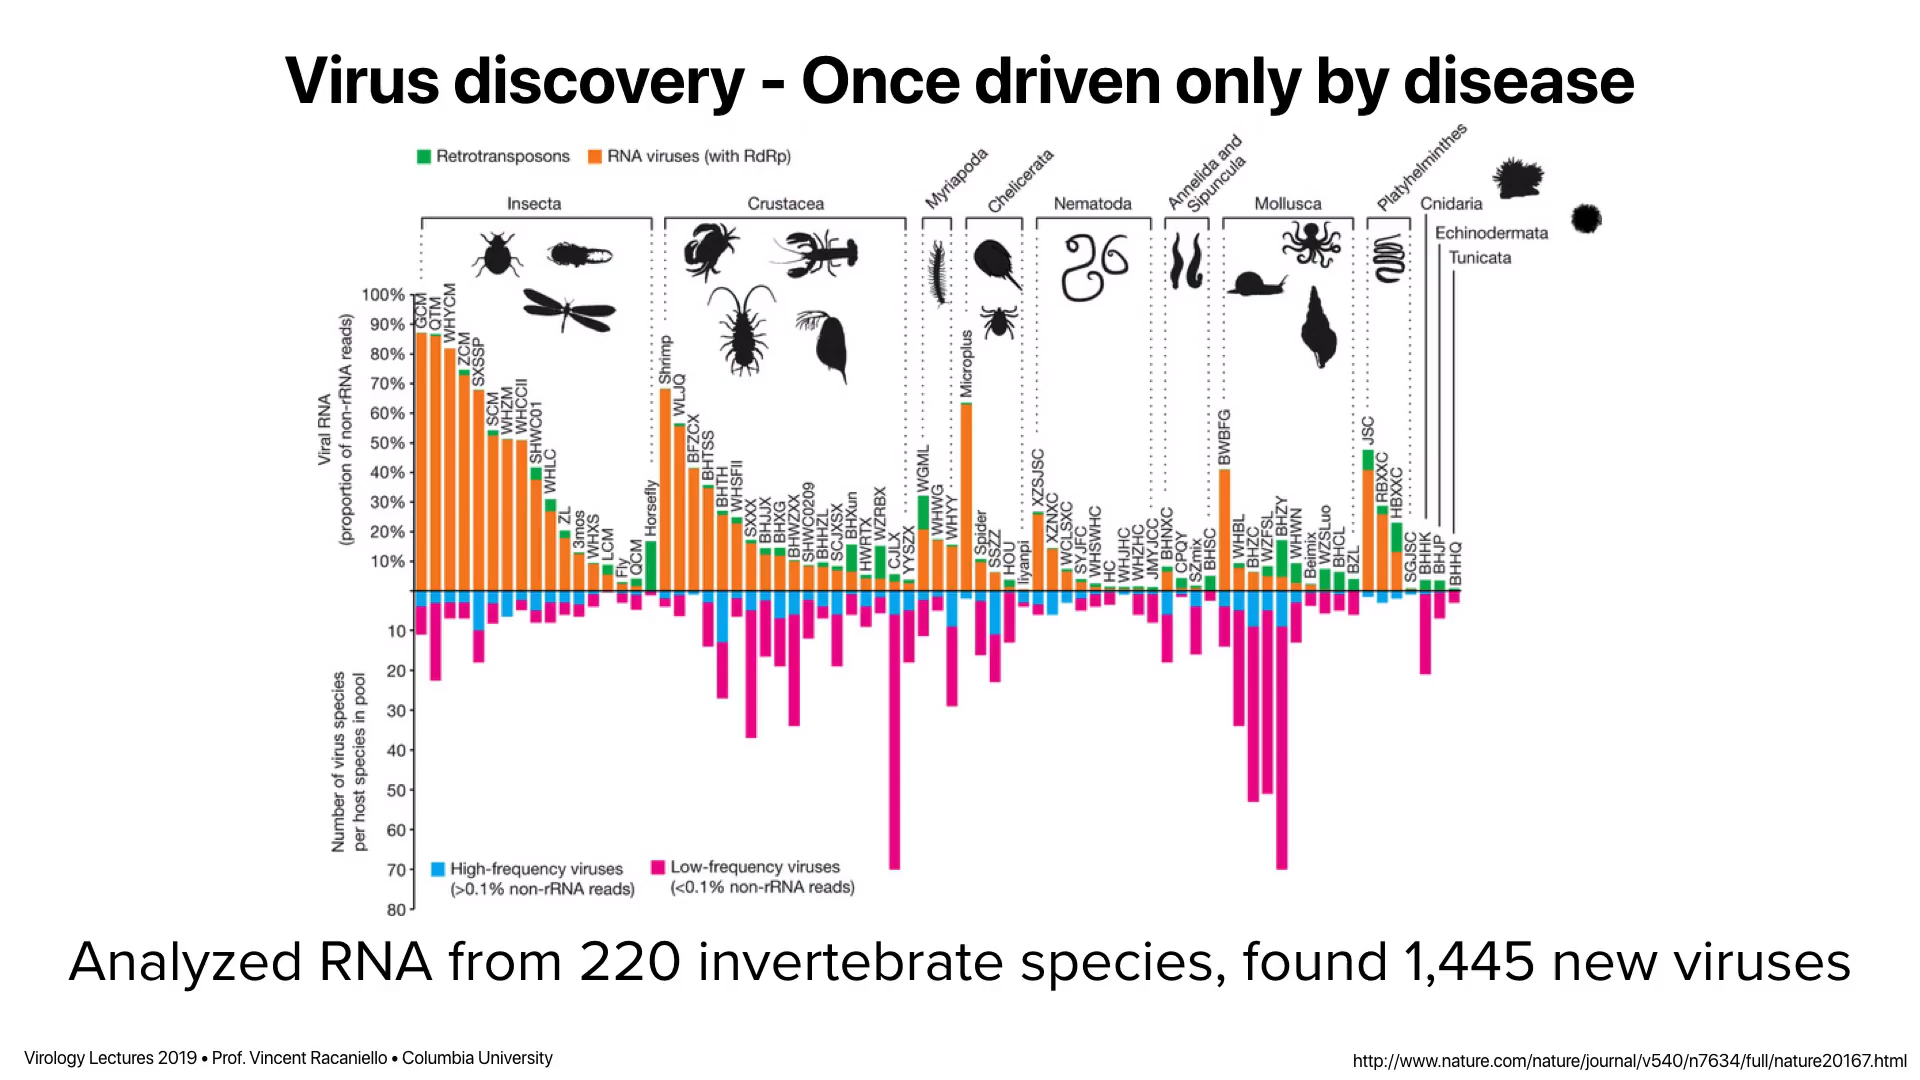 Virus discovery - Once driven only by disease
Retrotransposons
RNA viruses (with RdRp)
Insecta
Crustacea
Myriapoda
Chelicerata
Nematoda
Annelida and
Sipuncula
Mollusca
Platyhelminthes
Cnidaria
Echinodermata
Tunicata
Viral RNA
(proportion of non-rRNA reads)
100%
90%
80%
70%
60%
50%
40%
30%
20%
10%
GCM
QTM
WHYCM
ZCM
SXSSP
SCM
WHZM
WHCCII
SHWC01
WHLC
ZL
3mos
WHXS
LCM
Fly
QCM
Horsefly
Shrimp
WLJQ
BFZCX
BHTSS
BHTH
WHSFII
SXXX
BHJJX
BHXG
BHWZXX
SHWC0209
BHHZL
SCJXSX
BHXun
HWRTX
WZRBX
CJLX
YYSZX
WGML
WHWG
WHYY
Microplus
Spider
SSZZ
HOU
liyanpi
XZSJSC
XZNXC
WCLSXC
SYJFC
WHSWHC
HC
WHJHC
WHZHC
JMYJCC
BHNXC
CPQY
SZmix
BHSC
BWBFG
WHBL
BHZC
WZFSL
BHZY
WHWN
Beimix
WZSLuo
BHCL
BZL
JSC
RBXXC
HBXXC
SGJSC
BHHK
BHJP
BHHQ
Number of virus species
per host species in pool
10
20
30
40
50
60
70
80
High-frequency viruses
(>0.1% non-rRNA reads)
Low-frequency viruses
(<0.1% non-rRNA reads)
Analyzed RNA from 220 invertebrate species, found 1,445 new viruses
Virology Lectures 2019 • Prof. Vincent Racaniello • Columbia University
http://www.nature.com/nature/journal/v540/n7634/full/nature20167.html